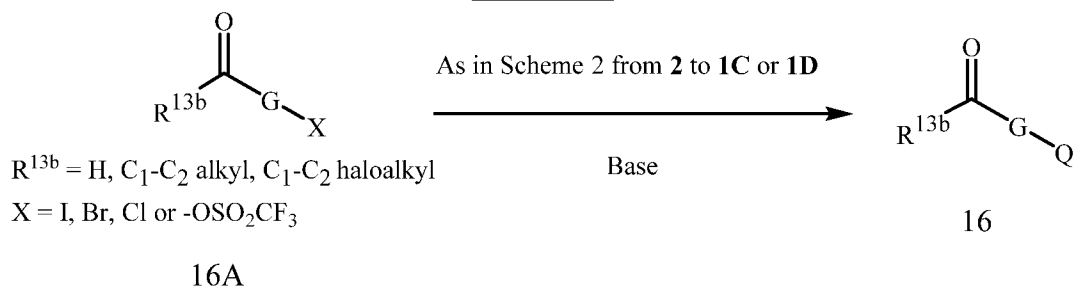 O
R13b
G
X
As in Scheme 2 from 2 to 1C or 1D
Base
O
R13b
G
Q
R13b = H, C1-C2 alkyl, C1-C2 haloalkyl
X = I, Br, Cl or -OSO2CF3
16A
16